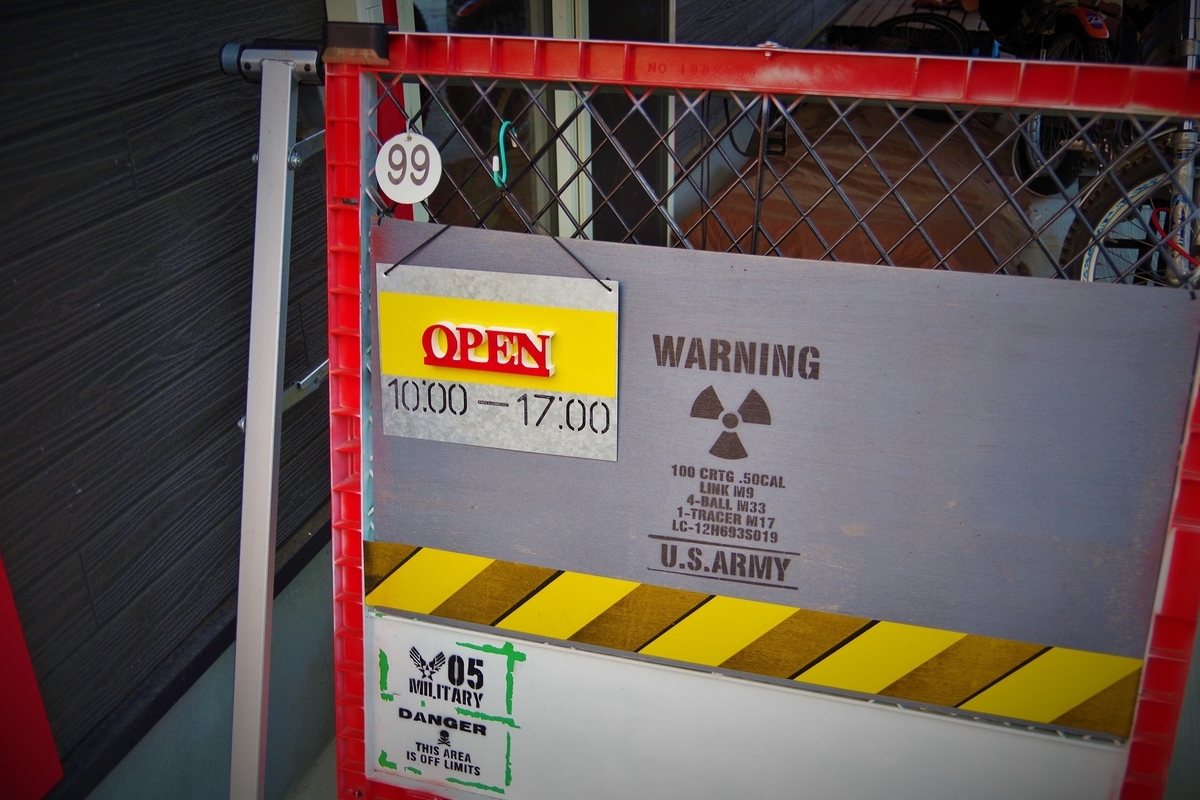 99
OPEN
10:00 — 17:00
WARNING
100 CRTG .50CAL
LINK M9
4-BALL M33
1-TRACER M17
LC-12H693S019
U.S.ARMY
05
MILITARY
DANGER
THIS AREA
IS OFF LIMITS